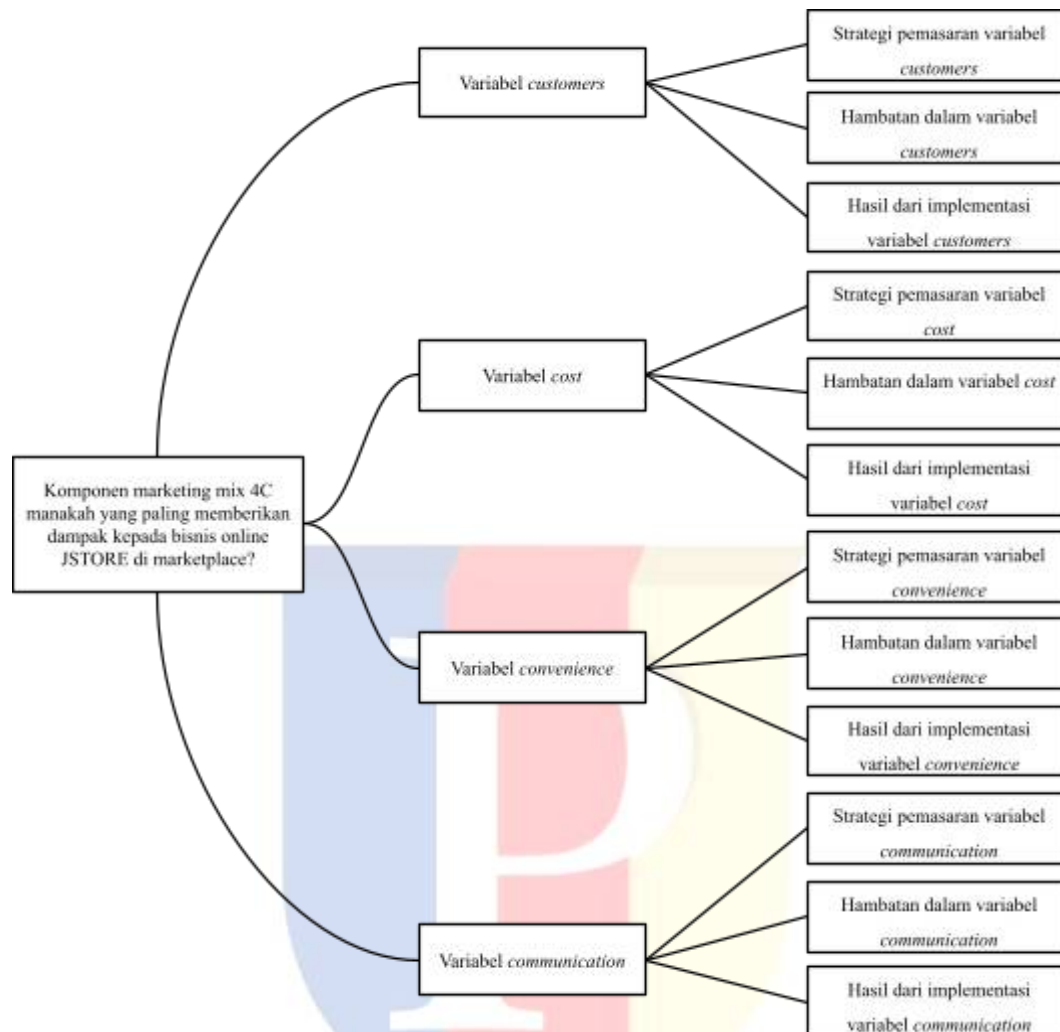 Komponen marketing mix 4C
manakah yang paling memberikan
dampak kepada bisnis online
JSTORE di marketplace?
Variabel customers
Strategi pemasaran variabel
customers
Hambatan dalam variabel
customers
Hasil dari implementasi
variabel customers
Variabel cost
Strategi pemasaran variabel
cost
Hambatan dalam variabel cost
Hasil dari implementasi
variabel cost
Variabel convenience
Strategi pemasaran variabel
convenience
Hambatan dalam variabel
convenience
Hasil dari implementasi
variabel convenience
Variabel communication
Strategi pemasaran variabel
communication
Hambatan dalam variabel
communication
Hasil dari implementasi
variabel communication
P